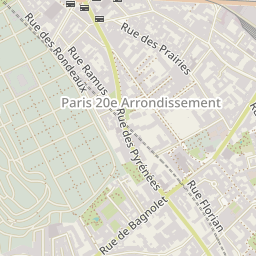 Rue des Prairies
Rue des Rondeaux
Rue Ramus
Paris 20e Arrondissement
Rue des Pyrénées
Rue Florian
Rue de Bagnolet